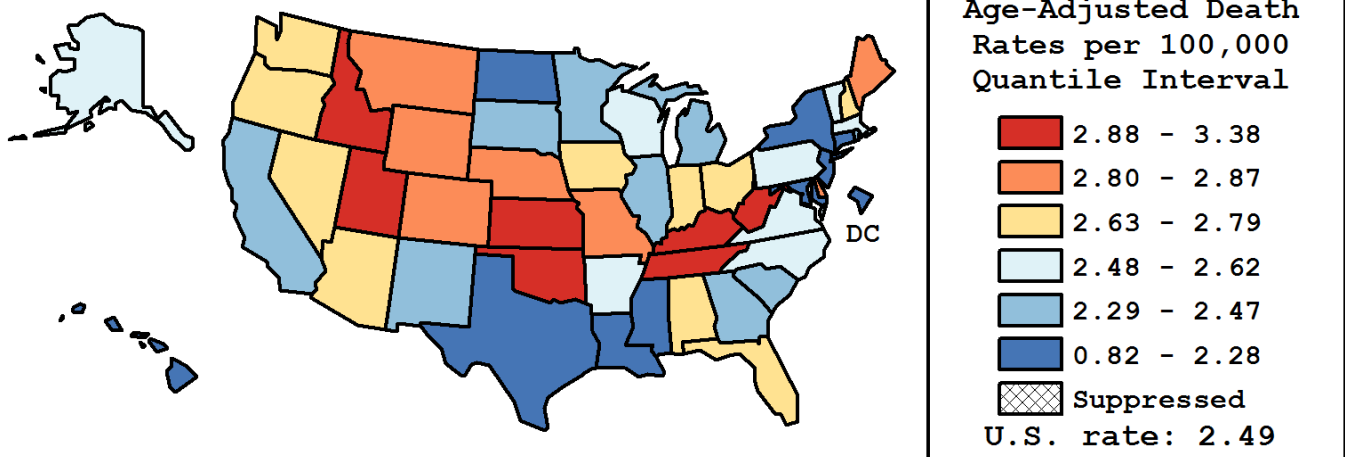 Age-Adjusted Death
Rates per 100,000
Quantile Interval
2.88 - 3.38
2.80 - 2.87
2.63 - 2.79
2.48 - 2.62
2.29 - 2.47
0.82 - 2.28
Suppressed
U.S. rate: 2.49
DC